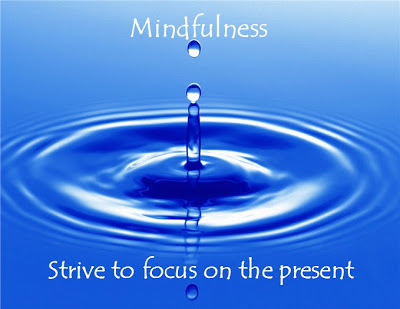 Mindfulness
Strive to focus on the present